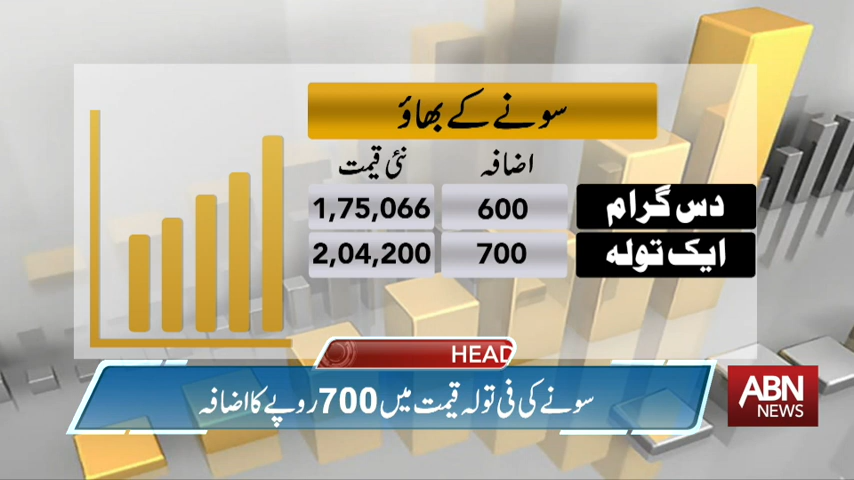 سونے کے بھاؤ
اضافہ نئی قیمت
دس گرام 600 1,75,066
ایک تولہ 700 2,04,200
HEAD
سونے کی فی تولہ قیمت میں 700 روپے کا اضافہ
ABN
NEWS